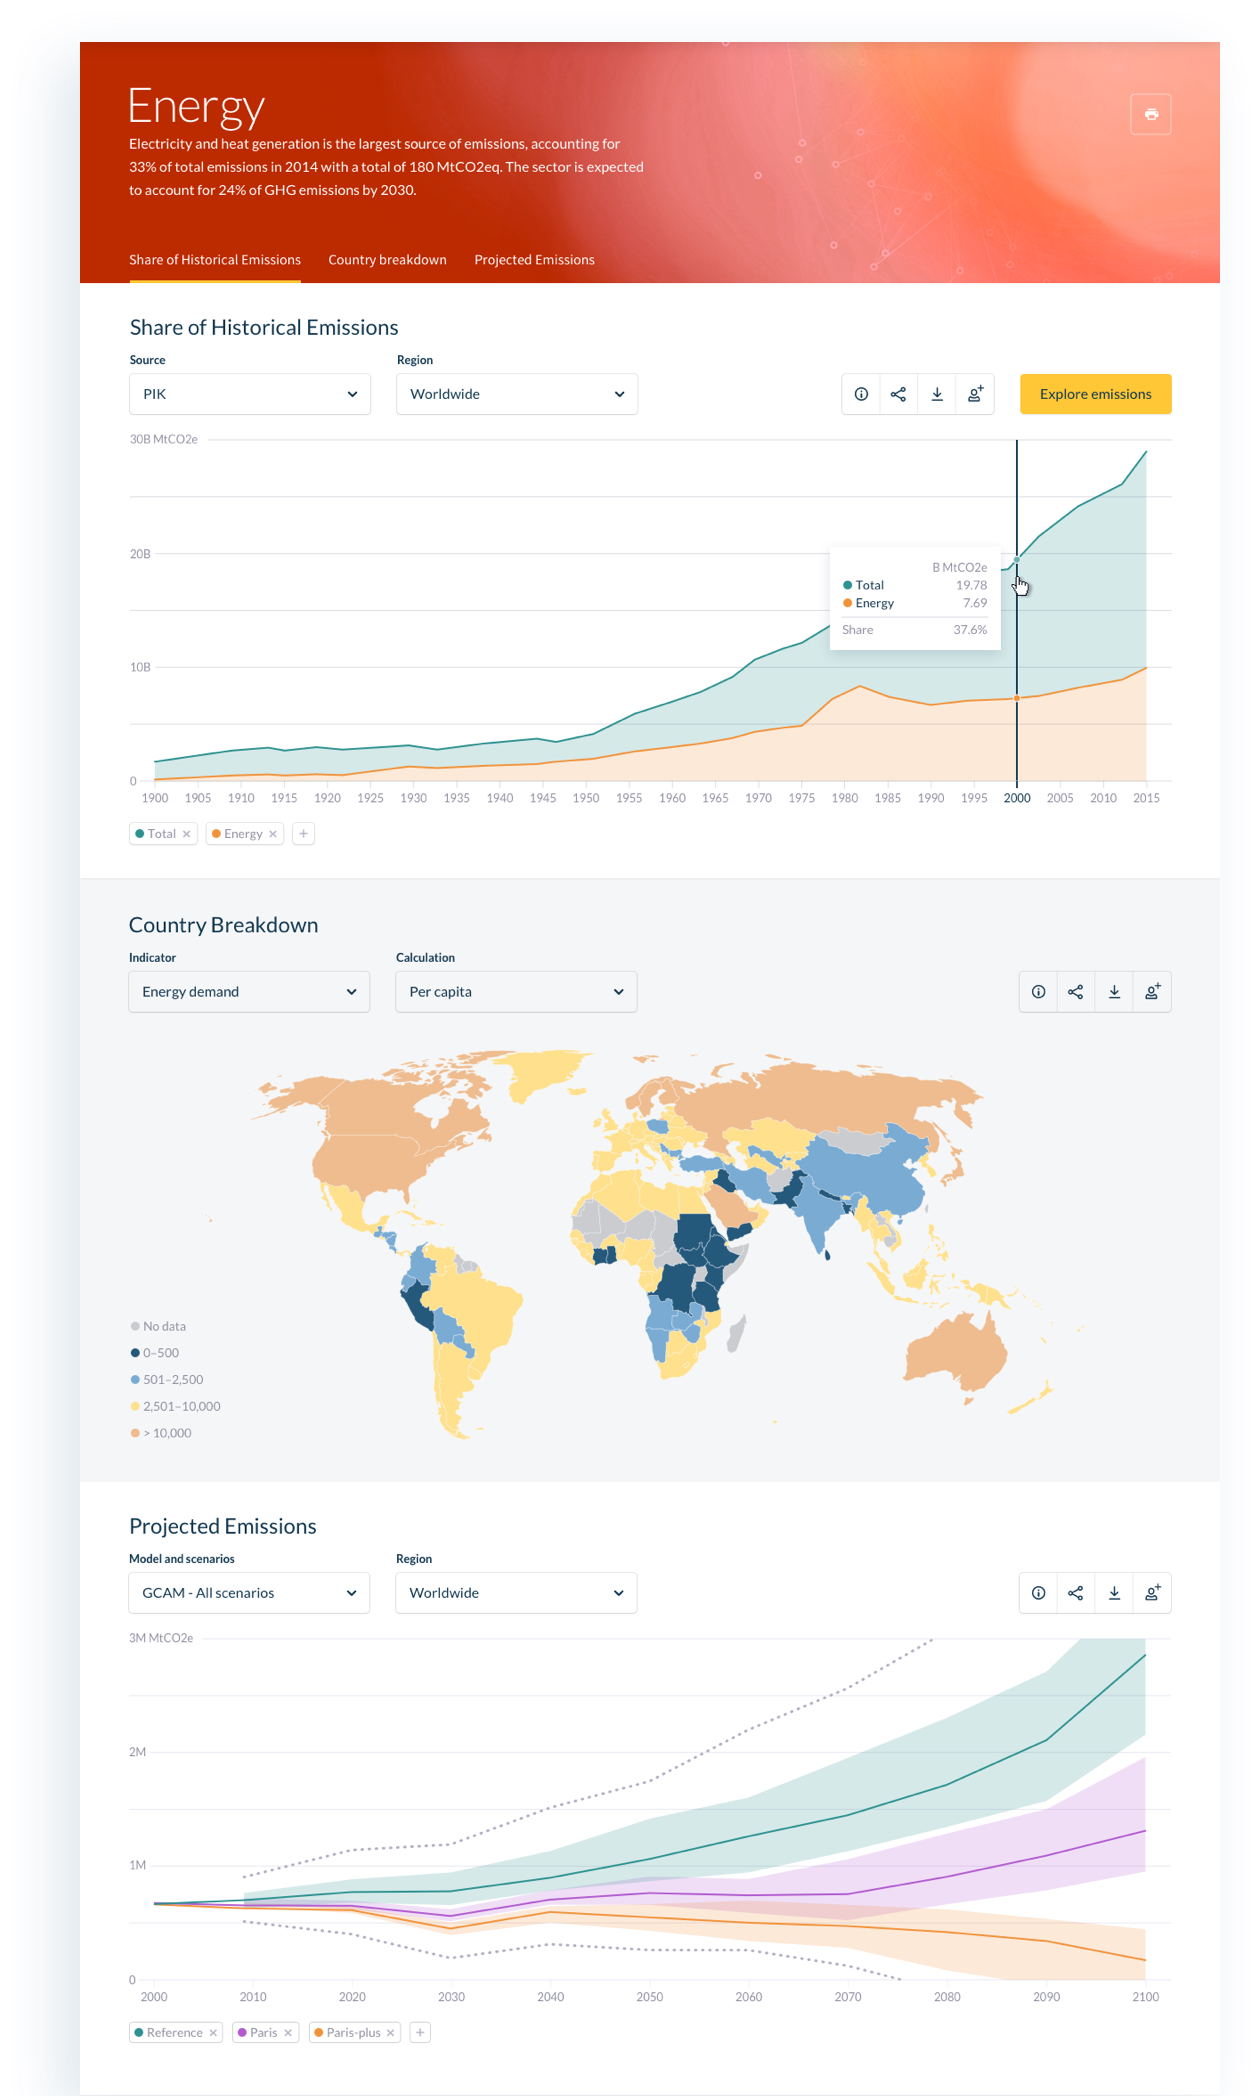 Energy
Electricity and heat generation is the largest source of emissions, accounting for
33% of total emissions in 2014 with a total of 180 MtCO2eq. The sector is expected
to account for 24% of GHG emissions by 2030.
Share of Historical Emissions Country breakdown Projected Emissions
Share of Historical Emissions
Source Region
PIK Worldwide Explore emissions
30B MtCO2e
20B
B MtCO2e
Total 19.78
Energy 7.69
Share 37.6%
10B
0
1900 1905 1910 1915 1920 1925 1930 1935 1940 1945 1955 1960 1965 1970 1975 1980 1985 1990 1995 2000 2005 2010 2015
Total × Energy × +
Country Breakdown
Indicator Calculation
Energy demand Per capita
No data
0–500
501–2,500
2,501–10,000
> 10,000
Projected Emissions
Model and scenarios Region
GCAM - All scenarios Worldwide
3M MtCO2e
2M
1M
0
2000 2010 2020 2030 2040 2050 2060 2070 2080 2090 2100
Reference × Paris × Paris-plus × +